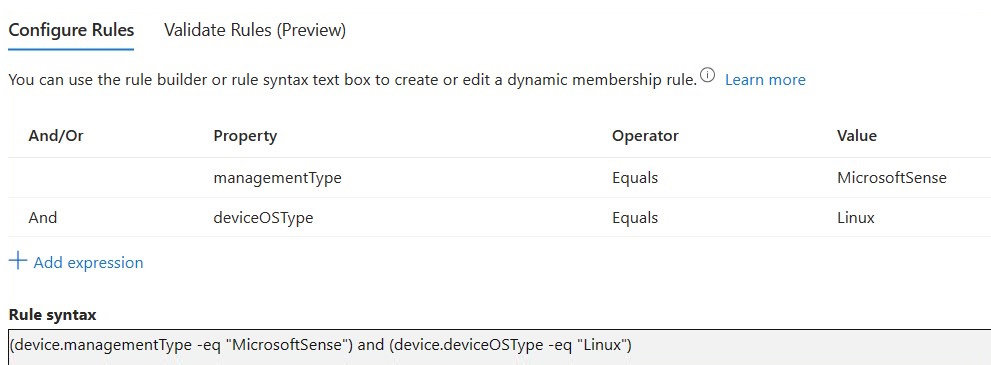 Configure Rules Validate Rules (Preview)
You can use the rule builder or rule syntax text box to create or edit a dynamic membership rule. Learn more
And/Or Property Operator Value
managementType Equals MicrosoftSense
And deviceOSType Equals Linux
+ Add expression
Rule syntax
(device.managementType -eq "MicrosoftSense") and (device.deviceOSType -eq "Linux")